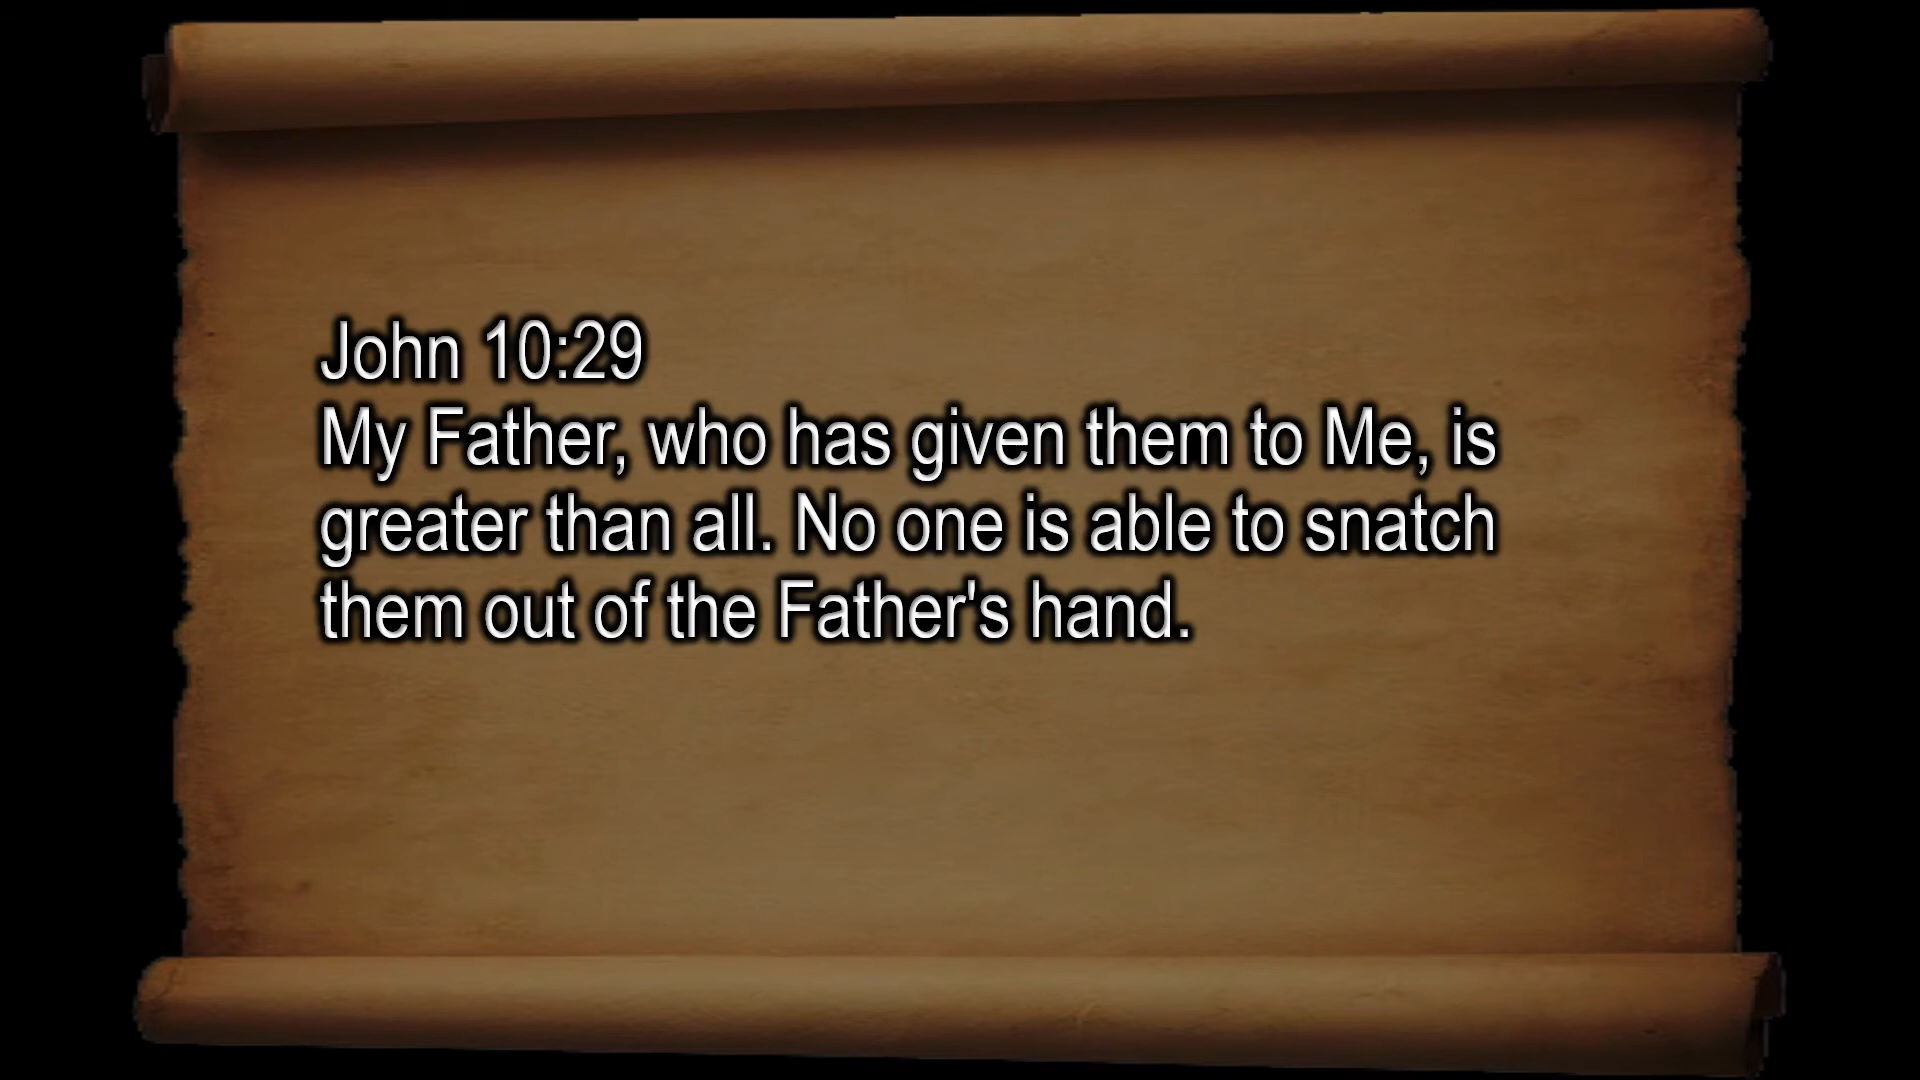 John 10:29
My Father, who has given them to Me, is
greater than all. No one is able to snatch
them out of the Father's hand.